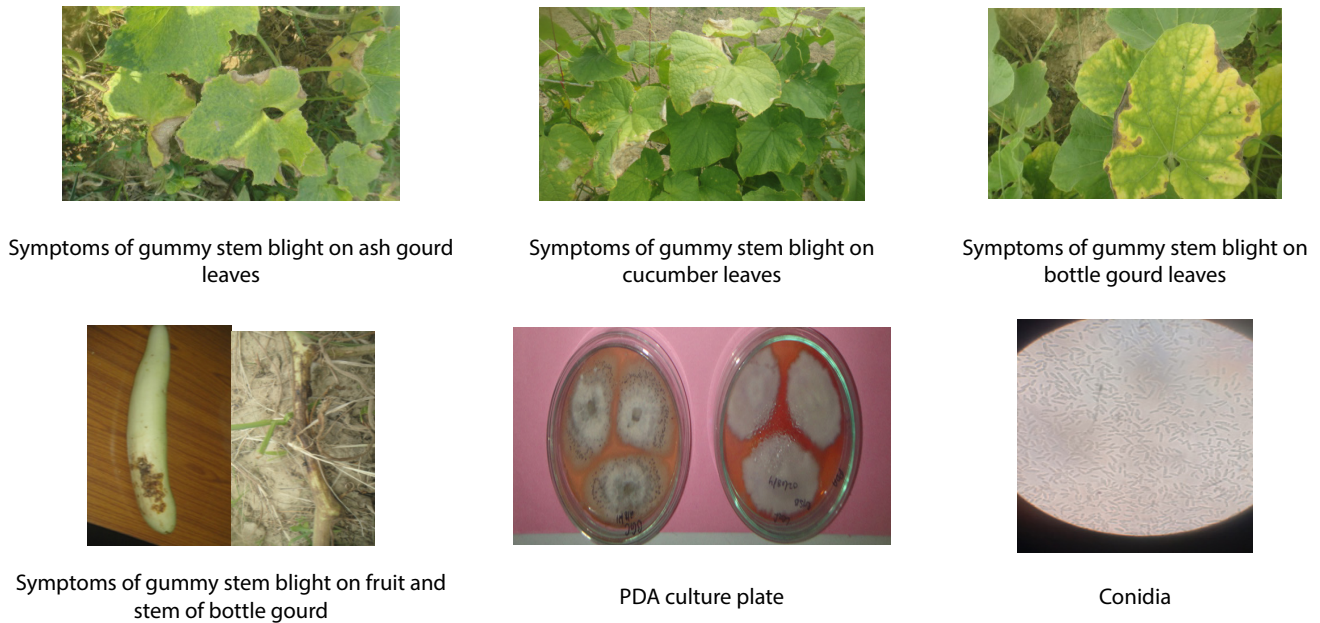 Symptoms of gummy stem blight on ash gourd
leaves
Symptoms of gummy stem blight on
cucumber leaves
Symptoms of gummy stem blight on
bottle gourd leaves
Symptoms of gummy stem blight on fruit and
stem of bottle gourd
PDA culture plate
Conidia